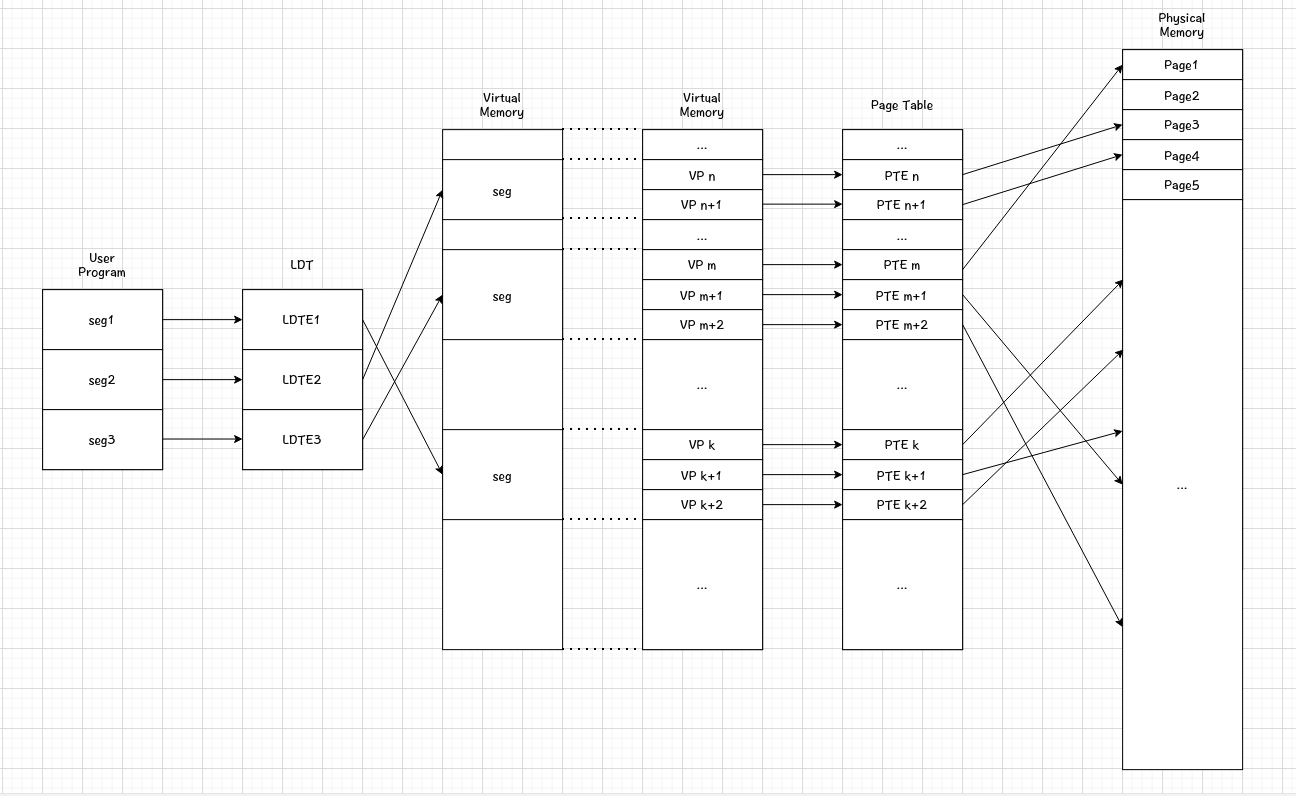 User
Program
seg1
seg2
seg3
LDT
LDTE1
LDTE2
LDTE3
Virtual
Memory
seg
seg
seg
Virtual
Memory
...
VP n
VP n+1
...
VP m
VP m+1
VP m+2
...
VP k
VP k+1
VP k+2
...
Page Table
...
PTE n
PTE n+1
...
PTE m
PTE m+1
PTE m+2
...
PTE k
PTE k+1
PTE k+2
...
Physical
Memory
Page1
Page2
Page3
Page4
Page5
...